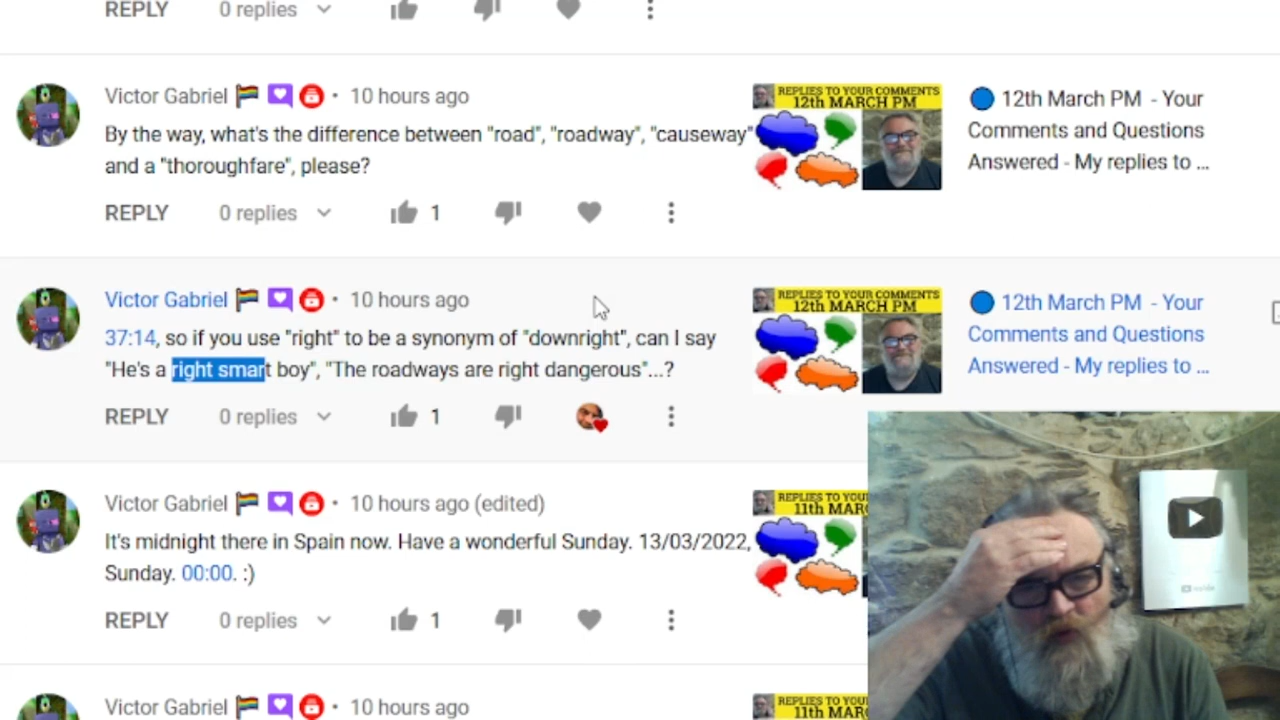 REPLY 0 replies
Victor Gabriel • 10 hours ago
By the way, what's the difference between "road", "roadway", "causeway"
and a "thoroughfare", please?
REPLY 0 replies 1
REPLIES TO YOUR COMMENTS
12th MARCH PM
12th March PM - Your
Comments and Questions
Answered - My replies to ...
Victor Gabriel • 10 hours ago
37:14, so if you use "right" to be a synonym of "downright", can I say
"He's a right smart boy", "The roadways are right dangerous"...?
REPLY 0 replies 1
REPLIES TO YOUR COMMENTS
12th MARCH PM
12th March PM - Your
Comments and Questions
Answered - My replies to ...
Victor Gabriel • 10 hours ago (edited)
It's midnight there in Spain now. Have a wonderful Sunday. 13/03/2022,
Sunday. 00:00. :)
REPLY 0 replies 1
REPLIES TO YOU
11th MAR
Victor Gabriel • 10 hours ago
REPLIES TO YOU
11th MAR